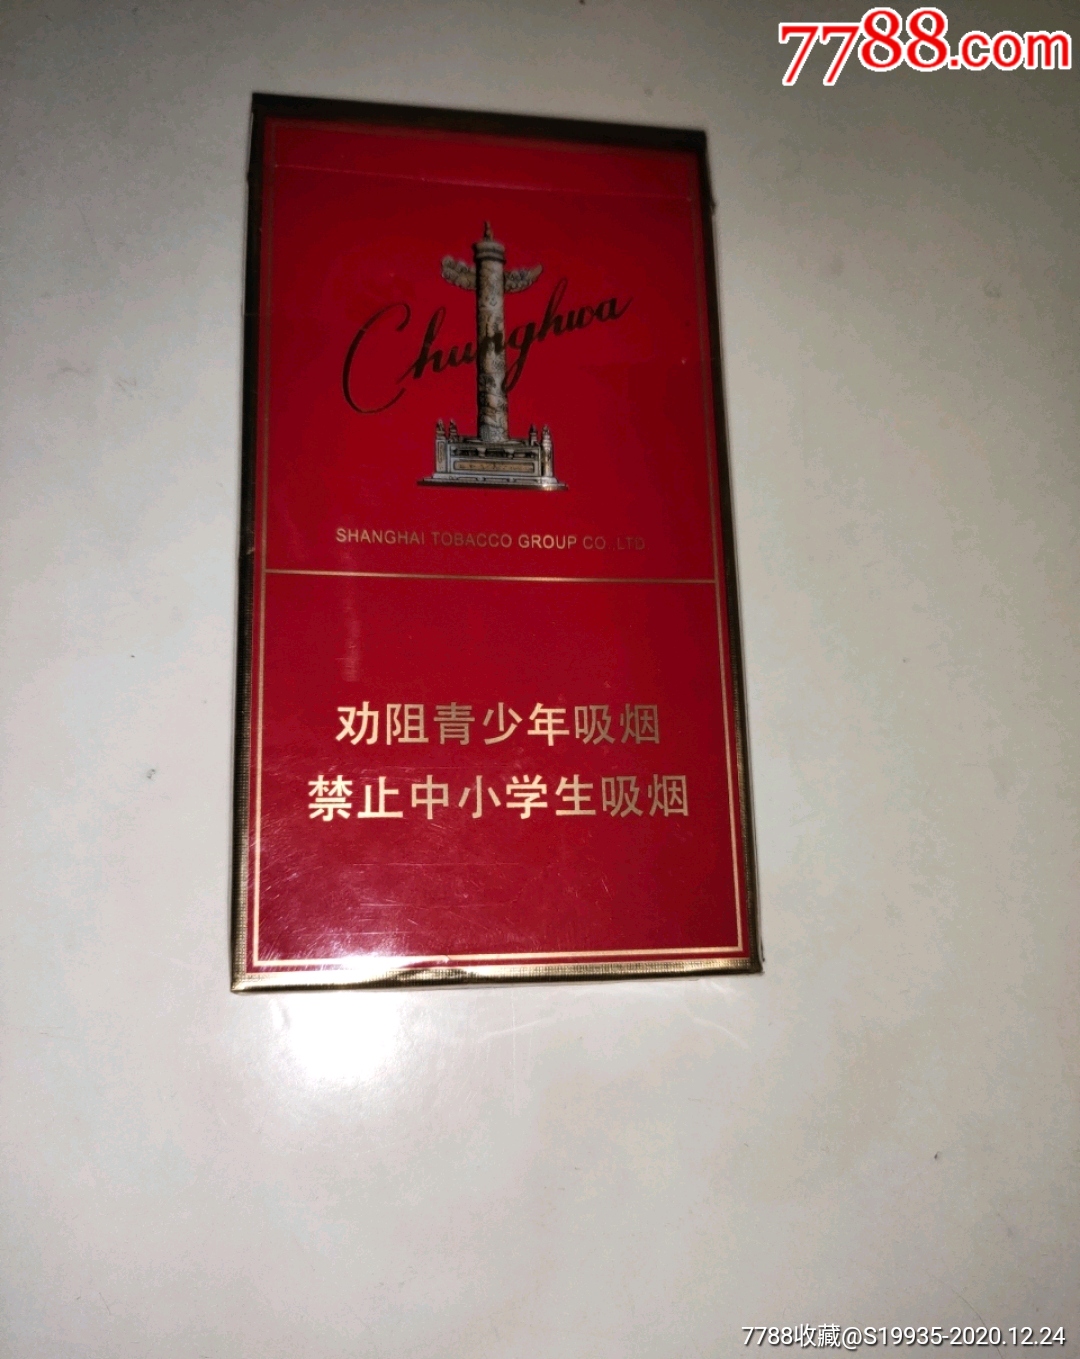 7788.com
Chunghwa
SHANGHAI TOBACCO GROUP CO.,LTD
劝阻青少年吸烟
禁止中小学生吸烟
7788收藏@S19935-2020.12.24